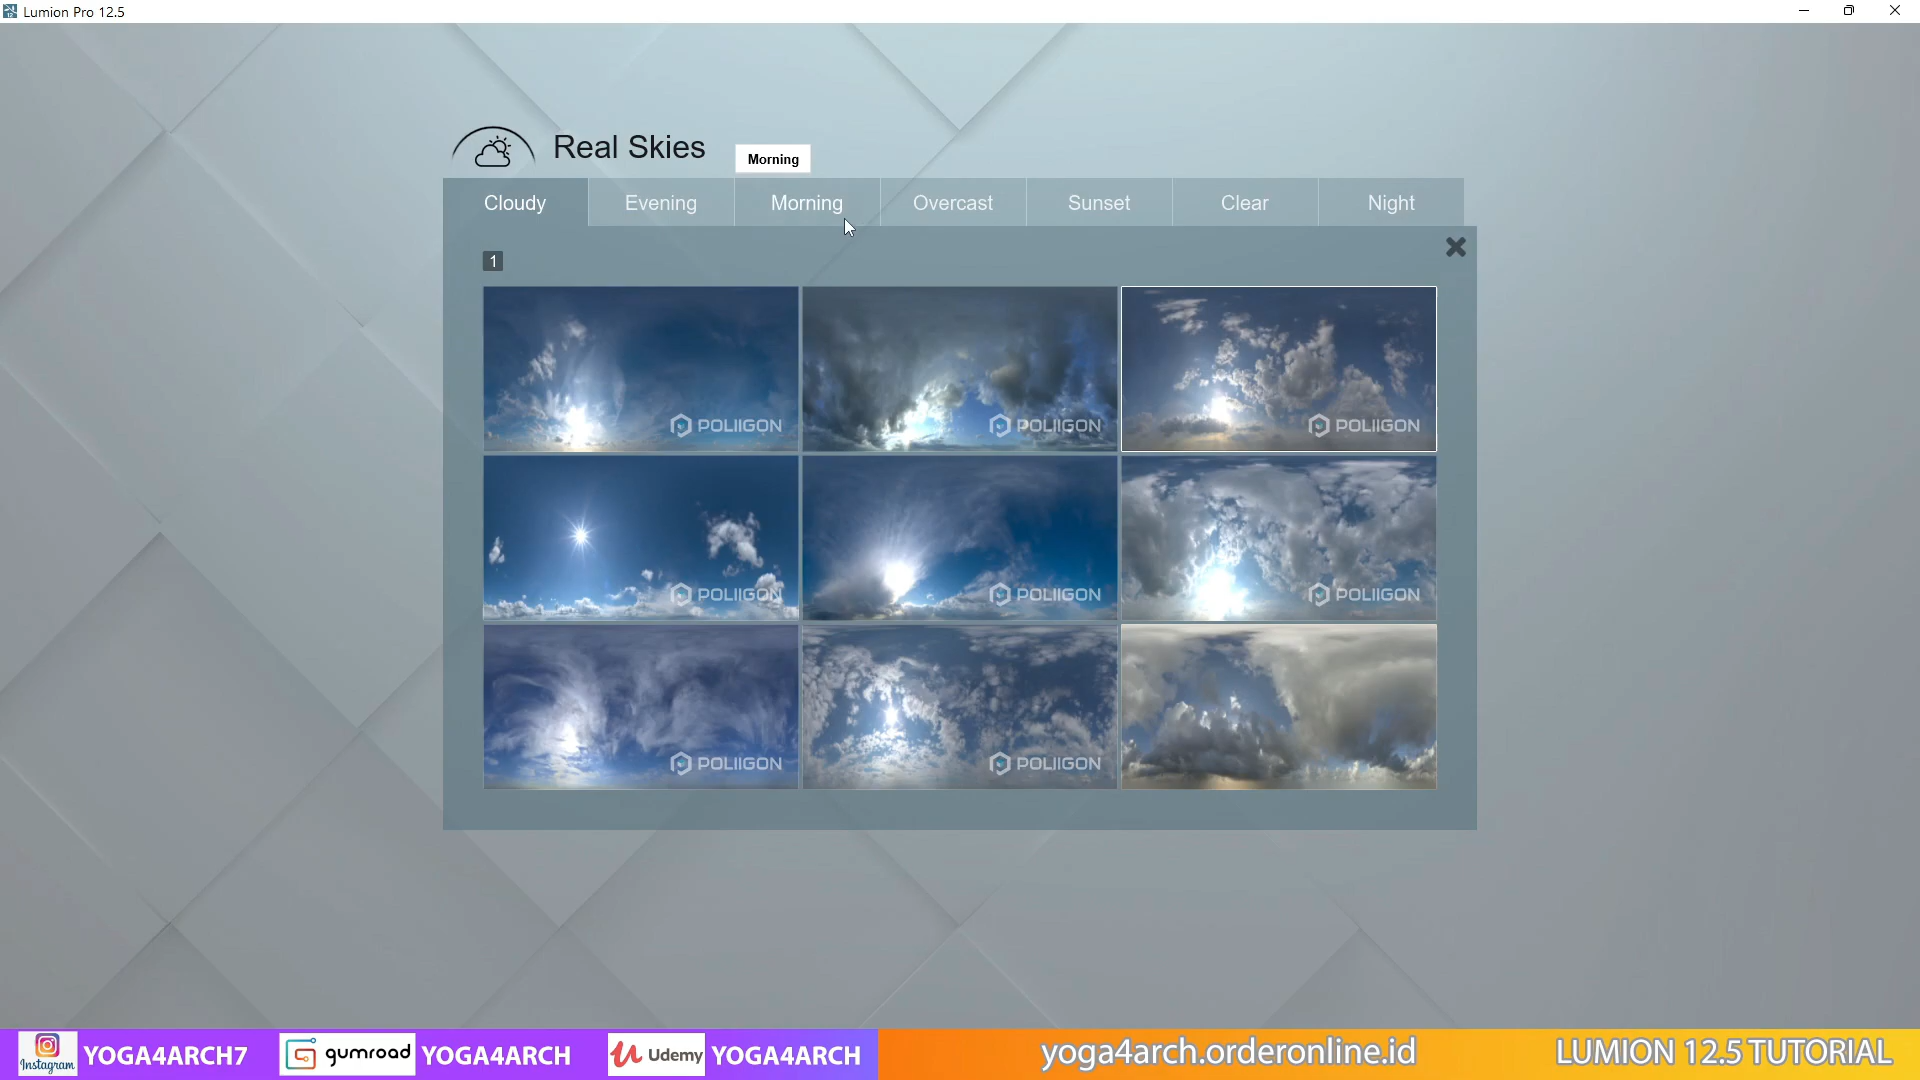 Lumion Pro 12.5
Real Skies
Morning
Cloudy
Evening
Morning
Overcast
Sunset
Clear
Night
1
POLIIGON
POLIIGON
POLIIGON
POLIIGON
POLIIGON
POLIIGON
POLIIGON
POLIIGON
Instagram
YOGA4ARCH7
gumroad
YOGA4ARCH
Udemy
YOGA4ARCH
yoga4arch.orderonline.id
LUMION 12.5 TUTORIAL